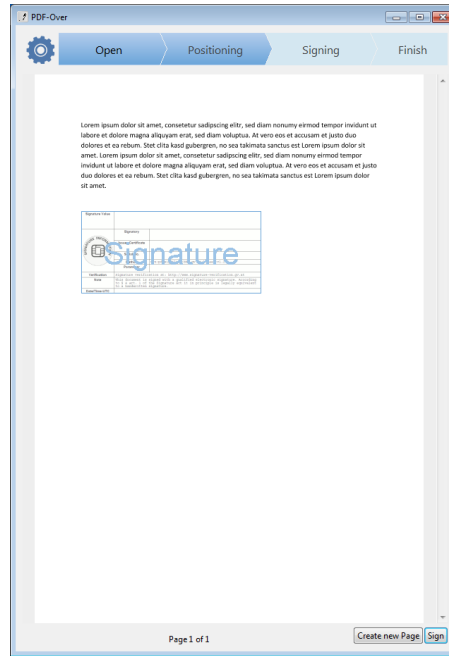 PDF-Over
Open
Positioning
Signing
Finish
Lorem ipsum dolor sit amet, consetetur sadipscing elitr, sed diam nonumy eirmod tempor invidunt ut
labore et dolore magna aliquyam erat, sed diam voluptua. At vero eos et accusam et justo duo
dolores et ea rebum. Stet clita kasd gubergren, no sea takimata sanctus est Lorem ipsum dolor sit
amet. Lorem ipsum dolor sit amet, consetetur sadipscing elitr, sed diam nonumy eirmod tempor
invidunt ut labore et dolore magna aliquyam erat, sed diam voluptua. At vero eos et accusam et justo
duo dolores et ea rebum. Stet clita kasd gubergren, no sea takimata sanctus est Lorem ipsum dolor
sit amet.
Signature Value
Signatory
Signature
Verification
Note
Date/Time-UTC
Page 1 of 1
Create new Page
Sign